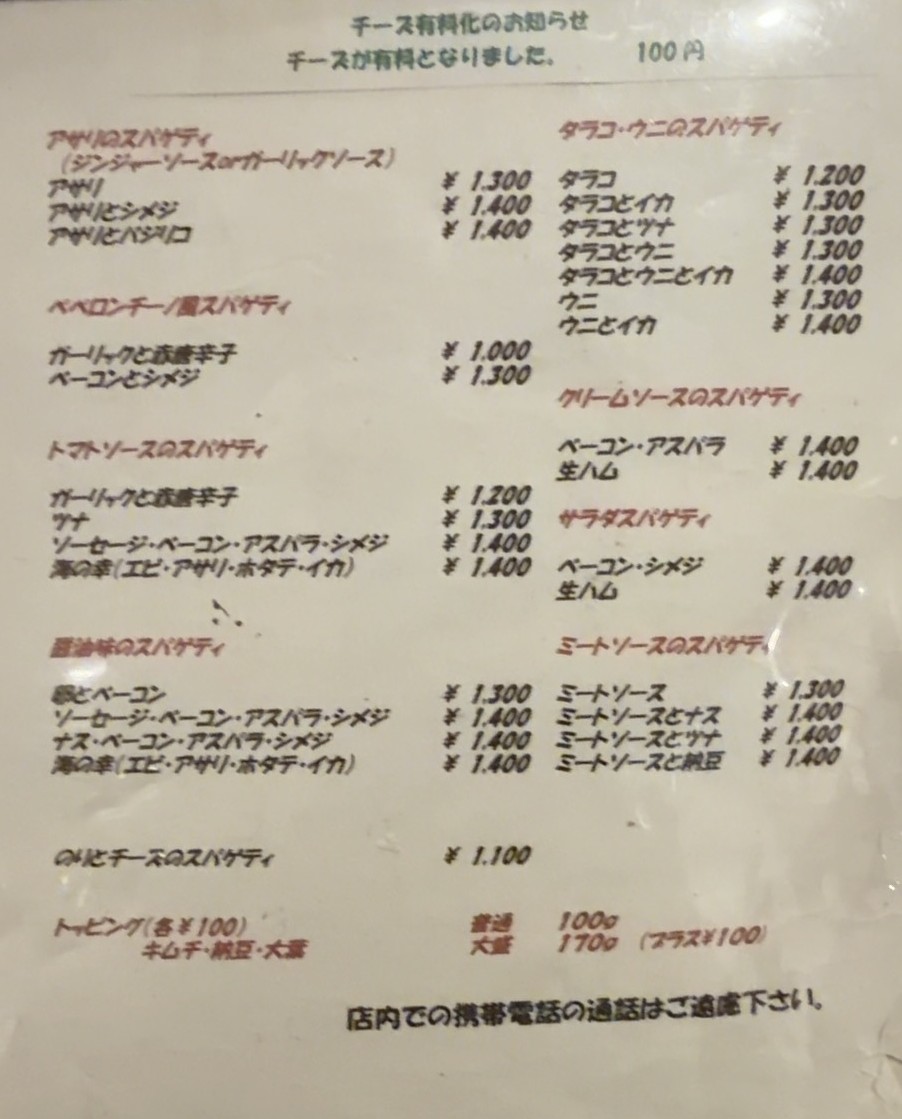 チーズ有料化のお知らせ
チーズが有料となりました。 100円
アサリのスパゲティ
(ジンジャーソースorガーリックソース)
アサリ ¥ 1.300
アサリとシメジ ¥ 1.400
アサリとバジリコ ¥ 1.400
ペペロンチーノ風スパゲティ
ガーリックと赤唐辛子 ¥ 1.000
ベーコンとシメジ ¥ 1.300
トマトソースのスパゲティ
ガーリックと赤唐辛子 ¥ 1.200
ツナ ¥ 1.300
ソーセージ・ベーコン・アスパラ・シメジ ¥ 1.400
海の幸(エビ・アサリ・ホタテ・イカ) ¥ 1.400
醤油味のスパゲティ
卵とベーコン ¥ 1.300
ソーセージ・ベーコン・アスパラ・シメジ ¥ 1.400
ナス・ベーコン・アスパラ・シメジ ¥ 1.400
海の幸(エビ・アサリ・ホタテ・イカ) ¥ 1.400
のりとチーズのスパゲティ ¥ 1.100
タラコ・ウニのスパゲティ
タラコ ¥ 1.200
タラコとイカ ¥ 1.300
タラコとツナ ¥ 1.300
タラコとウニ ¥ 1.300
タラコとウニとイカ ¥ 1.400
ウニ ¥ 1.300
ウニとイカ ¥ 1.400
クリームソースのスパゲティ
ベーコン・アスパラ ¥ 1.400
生ハム ¥ 1.400
サラダスパゲティ
ベーコン・シメジ ¥ 1.400
生ハム ¥ 1.400
ミートソースのスパゲティ
ミートソース ¥ 1.300
ミートソースとナス ¥ 1.400
ミートソースとツナ ¥ 1.400
ミートソースと納豆 ¥ 1.400
トッピング(各¥100)
キムチ・納豆・大葉
普通 100g
大盛 170g (プラス¥100)
店内での携帯電話の通話はご遠慮下さい。